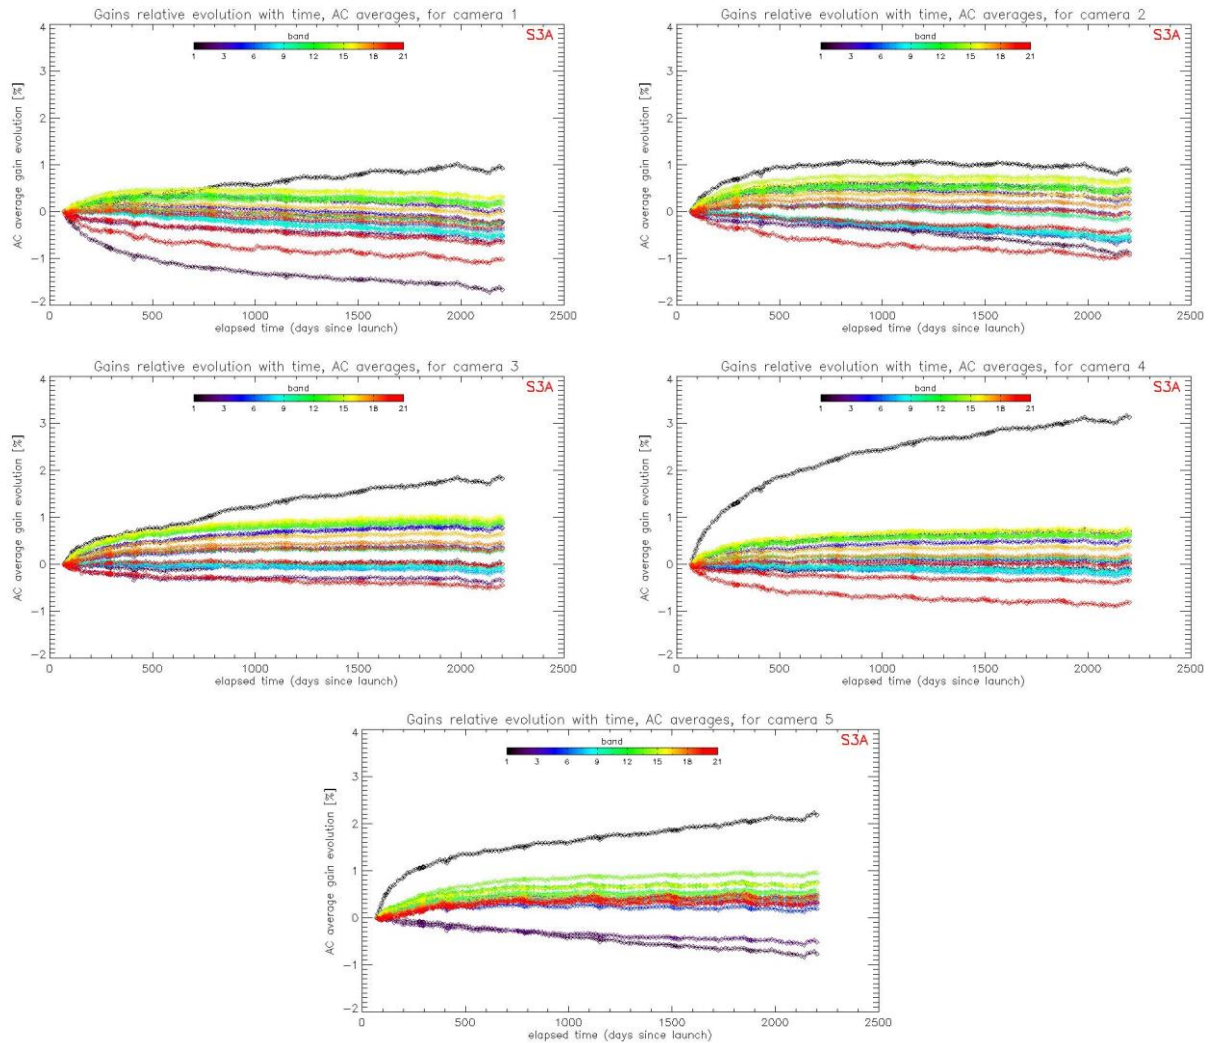 Gains relative evolution with time, AC averages, for camera 1
S3A
band
1 3 6 9 12 15 18 21
AC average gain evolution [%]
4
3
2
1
0
-1
-2
0 500 1000 1500 2000 2500
elapsed time (days since launch)
Gains relative evolution with time, AC averages, for camera 2
S3A
band
1 3 6 9 12 15 18 21
AC average gain evolution [%]
4
3
2
1
0
-1
-2
0 500 1000 1500 2000 2500
elapsed time (days since launch)
Gains relative evolution with time, AC averages, for camera 3
S3A
band
1 3 6 9 12 15 18 21
AC average gain evolution [%]
4
3
2
1
0
-1
-2
0 500 1000 1500 2000 2500
elapsed time (days since launch)
Gains relative evolution with time, AC averages, for camera 4
S3A
band
1 3 6 9 12 15 18 21
AC average gain evolution [%]
4
3
2
1
0
-1
-2
0 500 1000 1500 2000 2500
elapsed time (days since launch)
Gains relative evolution with time, AC averages, for camera 5
S3A
band
1 3 6 9 12 15 18 21
AC average gain evolution [%]
4
3
2
1
0
-1
-2
0 500 1000 1500 2000 2500
elapsed time (days since launch)